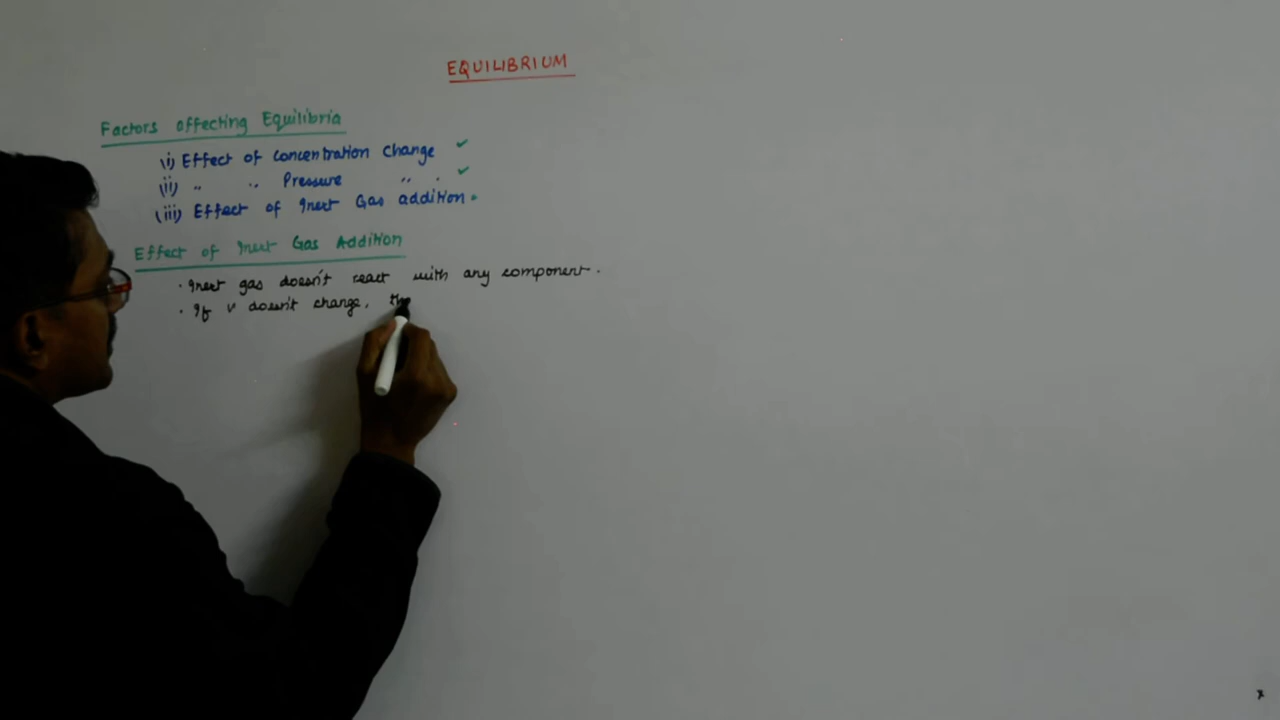 EQUILIBRIUM
Factors affecting Equilibria
(i) Effect of Concentration Change ✓
(ii) " " Pressure " " ✓
(iii) Effect of Inert Gas addition
Effect of Inert Gas Addition
· Inert gas doesn't react with any component.
· If V doesn't change, the